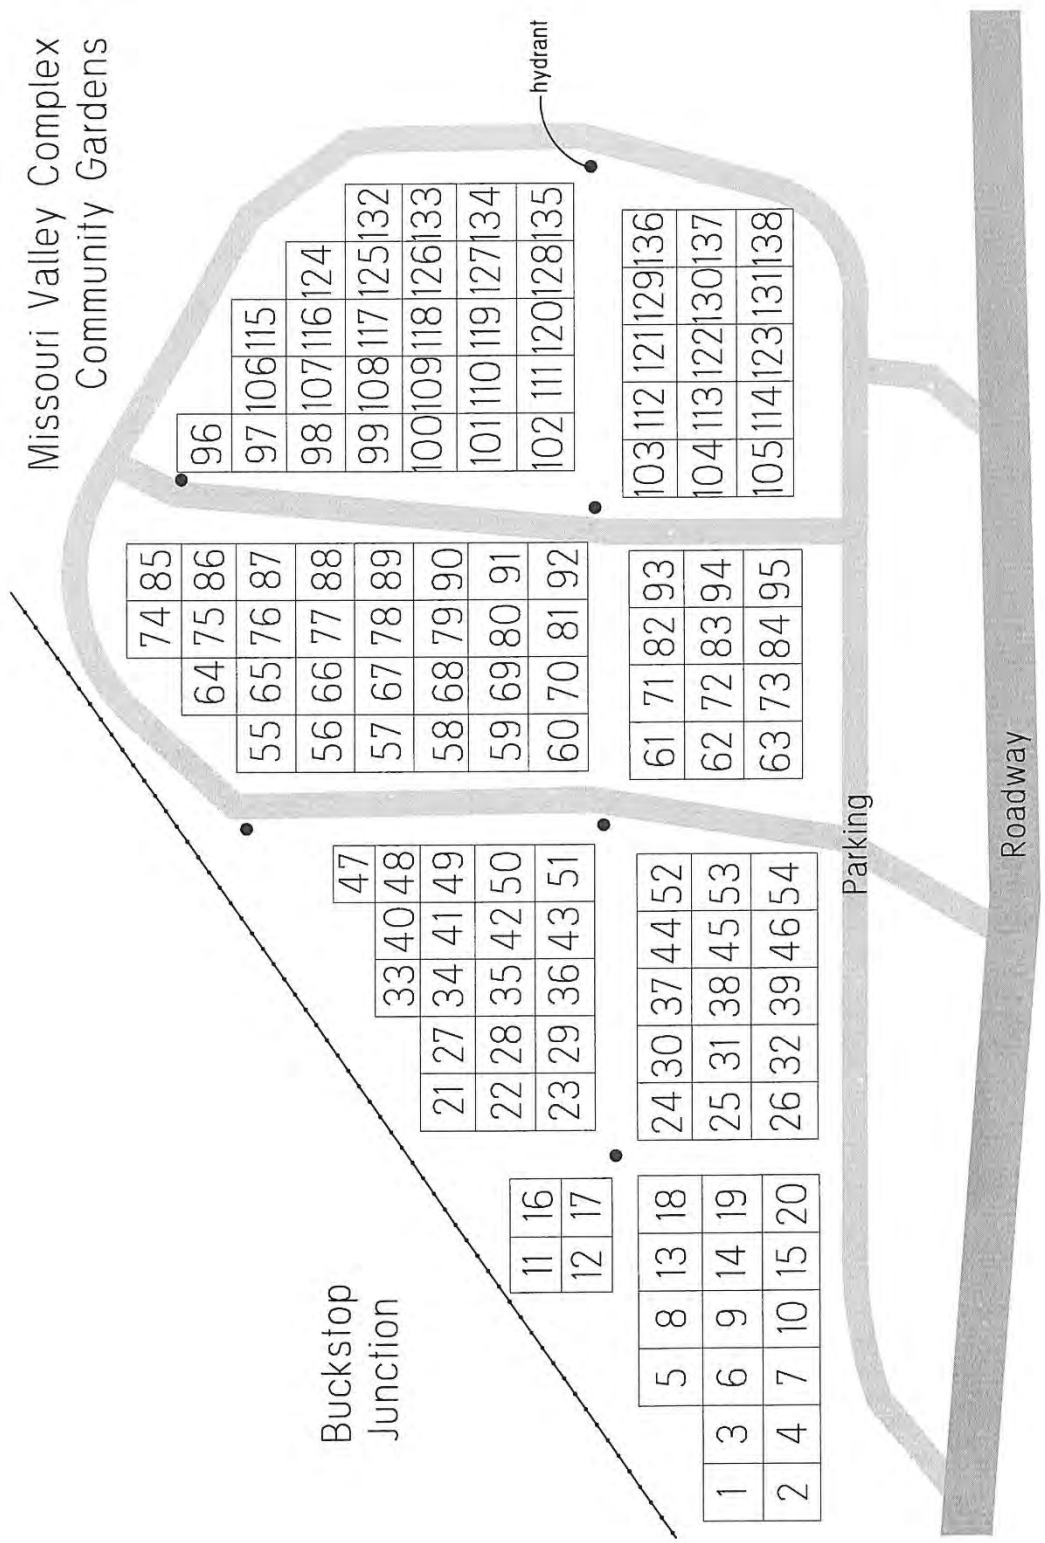 Missouri Valley Complex
Community Gardens
Buckstop
Junction
11 16
12 17
5 8 13 18
1 3 6 9 14 19
2 4 7 10 15 20
47
33 40 48
21 27 34 41 49
22 28 35 42 50
23 29 36 43 51
24 30 37 44 52
25 31 38 45 53
26 32 39 46 54
74 85
64 75 86
55 65 76 87
56 66 77 88
57 67 78 89
58 68 79 90
59 69 80 91
60 70 81 92
61 71 82 93
62 72 83 94
63 73 84 95
96
97 106 115
98 107 116 124
99 108 117 125 132
100 109 118 126 133
101 110 119 127 134
102 111 120 128 135
103 112 121 129 136
104 113 122 130 137
105 114 123 131 138
hydrant
Parking
Roadway